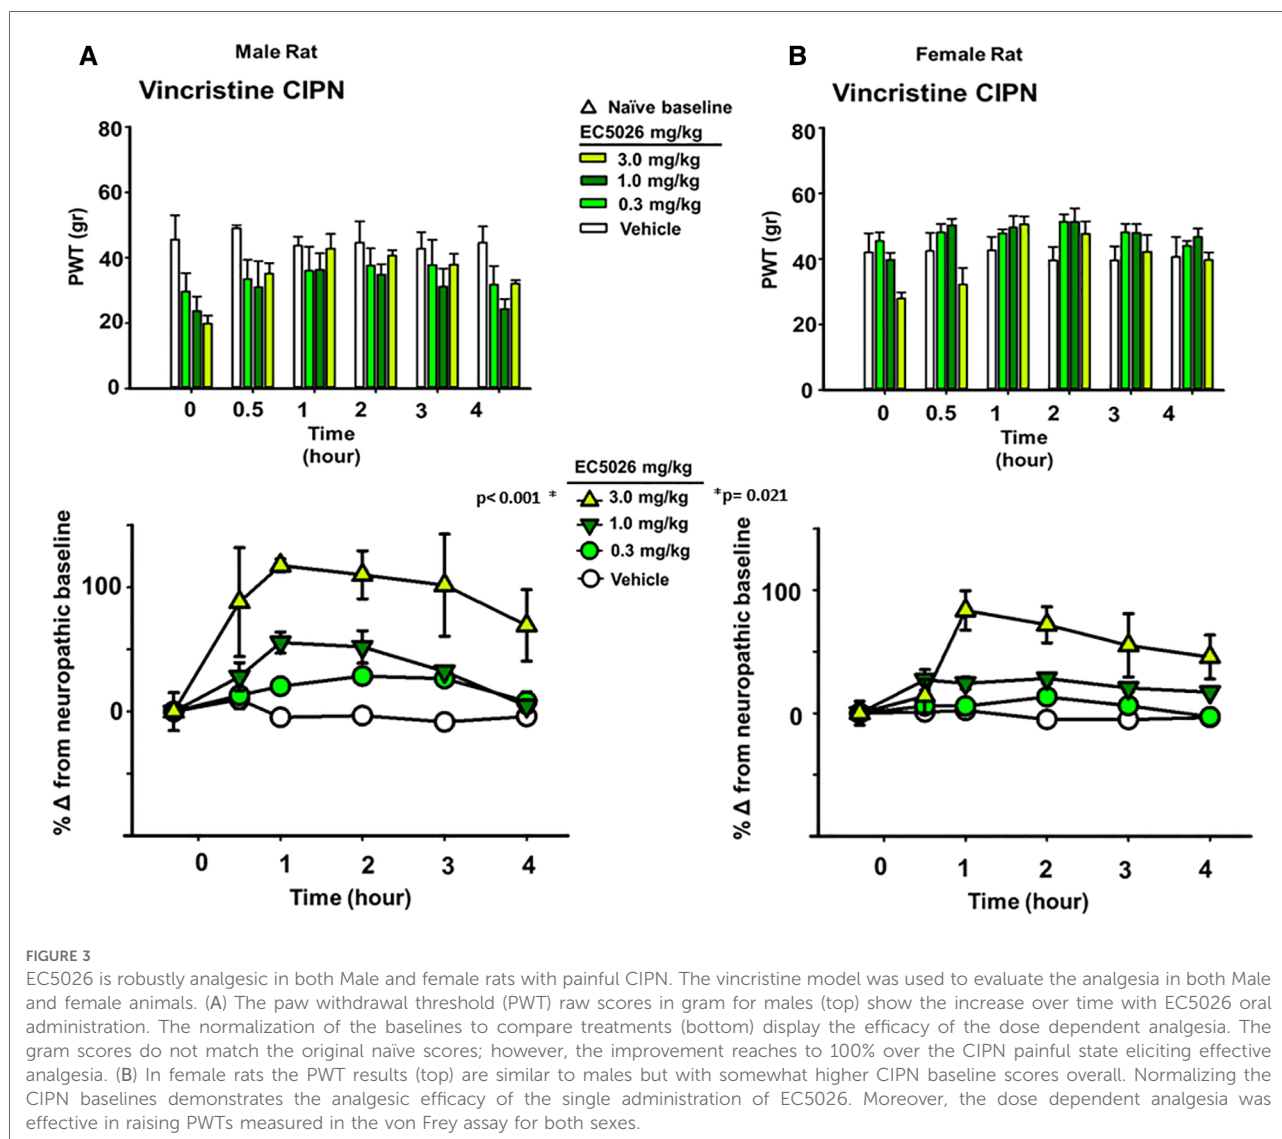 A
Male Rat
Vincristine CIPN
B
Female Rat
Vincristine CIPN
Naïve baseline
EC5026 mg/kg
3.0 mg/kg
1.0 mg/kg
0.3 mg/kg
Vehicle
PWT (gr)
80
60
40
20
0
0 0.5 1 2 3 4
Time
(hour)
PWT (gr)
80
60
40
20
0
0 0.5 1 2 3 4
Time
(hour)
EC5026 mg/kg
p< 0.001 *
*p= 0.021
3.0 mg/kg
1.0 mg/kg
0.3 mg/kg
Vehicle
% Δ from neuropathic baseline
100
0
0 1 2 3 4
Time (hour)
% Δ from neuropathic baseline
100
0
0 1 2 3 4
Time (hour)
FIGURE 3
EC5026 is robustly analgesic in both Male and female rats with painful CIPN. The vincristine model was used to evaluate the analgesia in both Male
and female animals. (A) The paw withdrawal threshold (PWT) raw scores in gram for males (top) show the increase over time with EC5026 oral
administration. The normalization of the baselines to compare treatments (bottom) display the efficacy of the dose dependent analgesia. The
gram scores do not match the original naïve scores; however, the improvement reaches to 100% over the CIPN painful state eliciting effective
analgesia. (B) In female rats the PWT results (top) are similar to males but with somewhat higher CIPN baseline scores overall. Normalizing the
CIPN baselines demonstrates the analgesic efficacy of the single administration of EC5026. Moreover, the dose dependent analgesia was
effective in raising PWTs measured in the von Frey assay for both sexes.